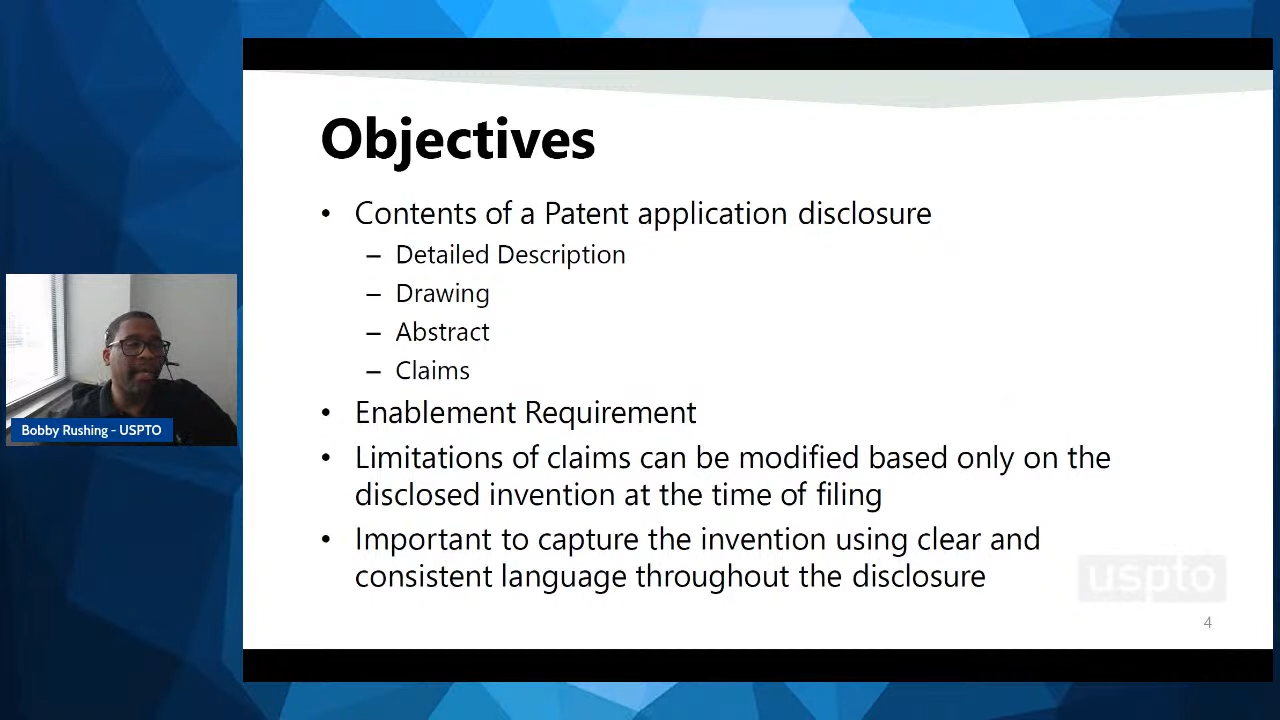 Objectives
• Contents of a Patent application disclosure
– Detailed Description
– Drawing
– Abstract
– Claims
• Enablement Requirement
• Limitations of claims can be modified based only on the
disclosed invention at the time of filing
• Important to capture the invention using clear and
consistent language throughout the disclosure
uspto
4
Bobby Rushing - USPTO